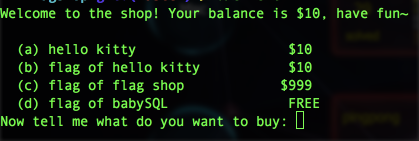 Welcome to the shop! Your balance is $10, have fun~
(a) hello kitty $10
(b) flag of hello kitty $10
(c) flag of flag shop $999
(d) flag of babySQL FREE
Now tell me what do you want to buy: